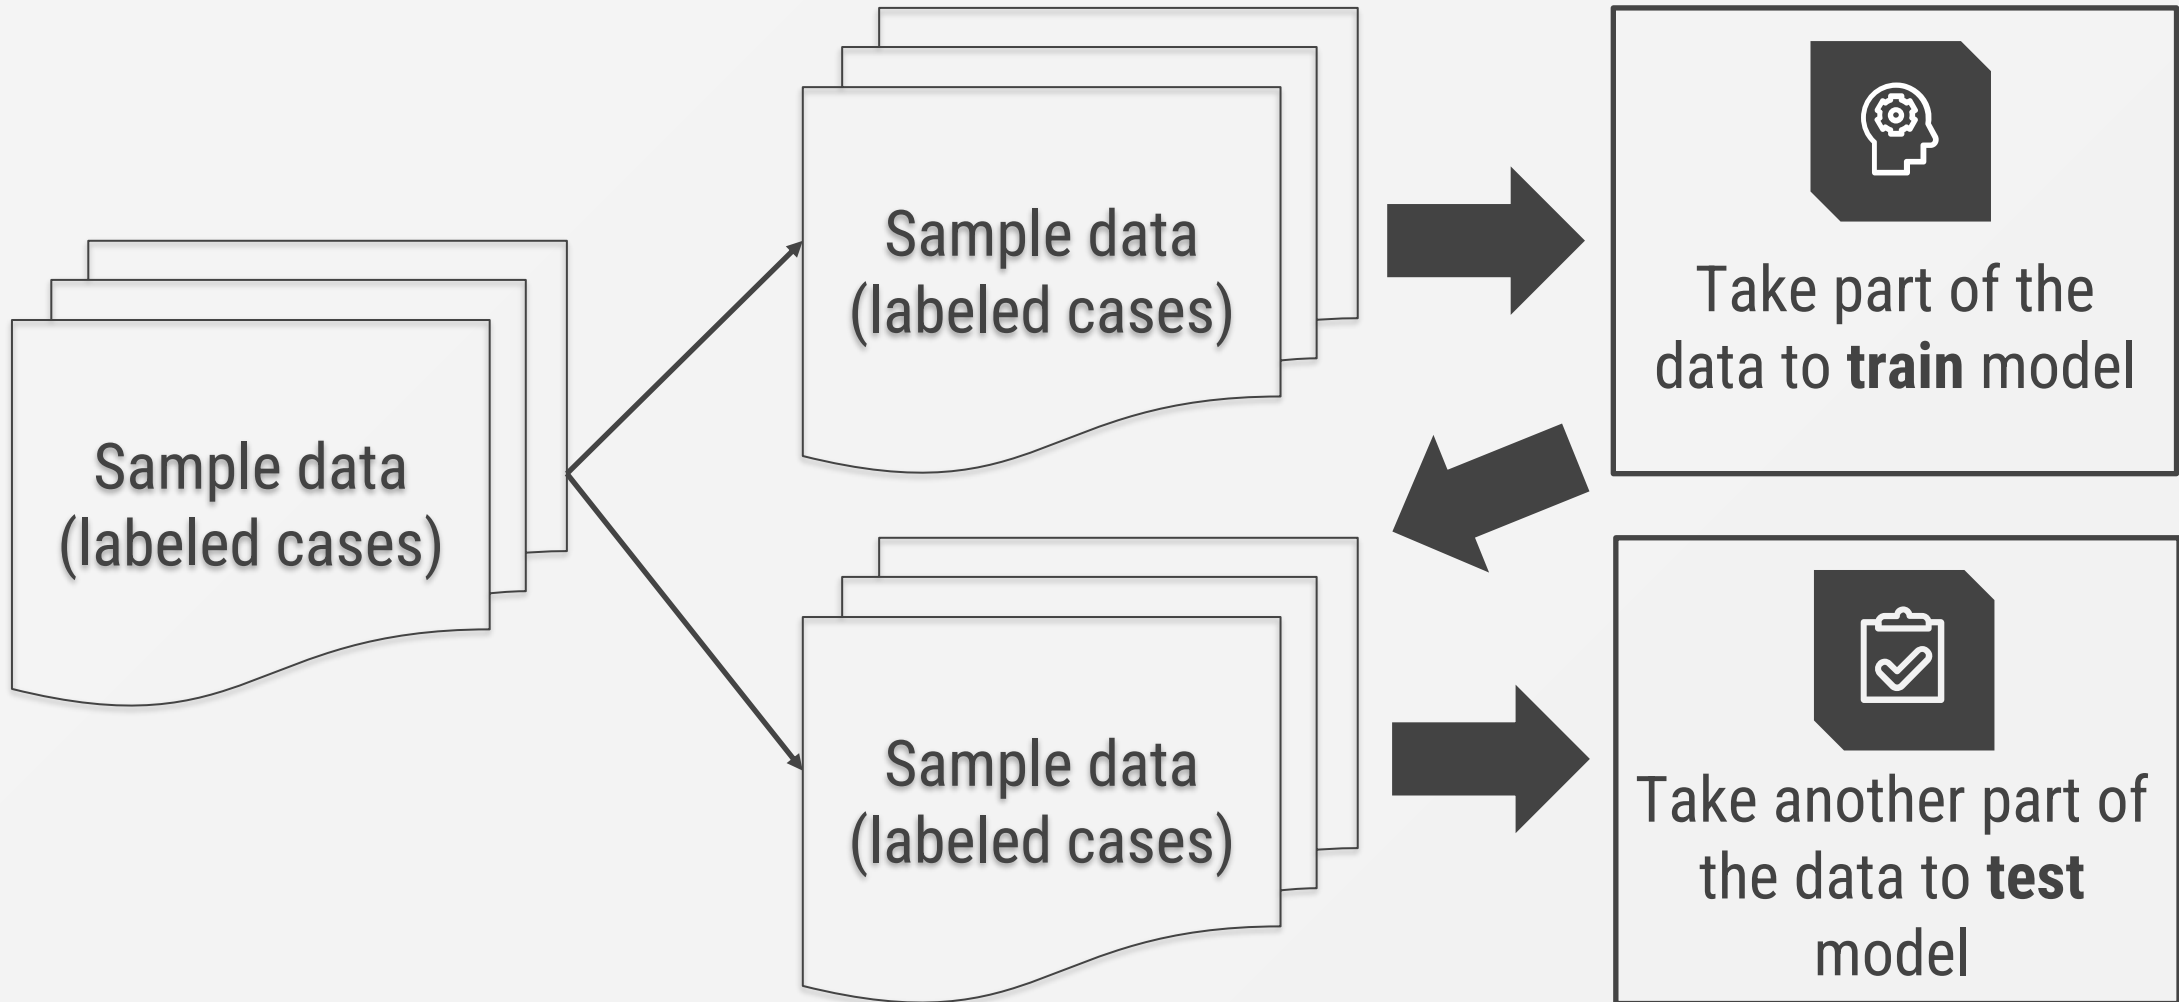 Sample data
(labeled cases)
Sample data
(labeled cases)
Take part of the
data to train model
Sample data
(labeled cases)
Take another part of
the data to test
model